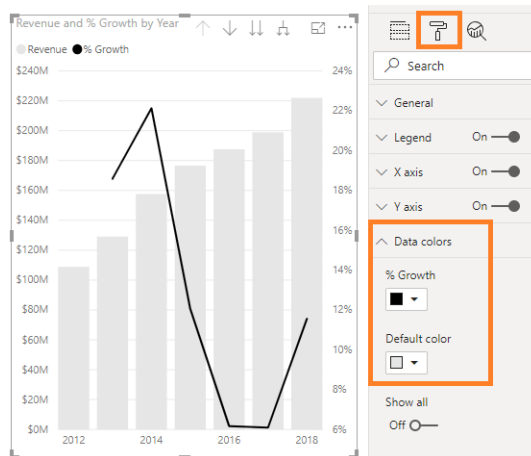 Revenue and % Growth by Year
Revenue % Growth
$240M
$220M
$200M
$180M
$160M
$140M
$120M
$100M
$80M
$60M
$40M
$20M
$0M
24%
22%
20%
18%
16%
14%
12%
10%
8%
6%
2012 2014 2016 2018
Search
General
Legend On
X axis On
Y axis On
Data colors
% Growth
Default color
Show all
Off